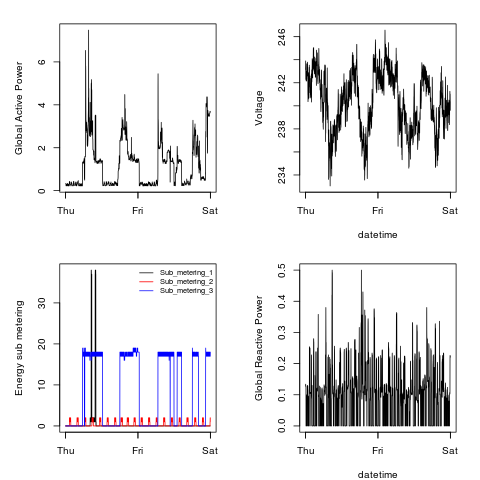 Global Active Power
6
4
2
0
Thu Fri Sat
Voltage
246
242
238
234
Thu Fri Sat
datetime
Energy sub metering
30
20
10
0
Sub_metering_1
Sub_metering_2
Sub_metering_3
Thu Fri Sat
Global Reactive Power
0.5
0.4
0.3
0.2
0.1
0.0
Thu Fri Sat
datetime